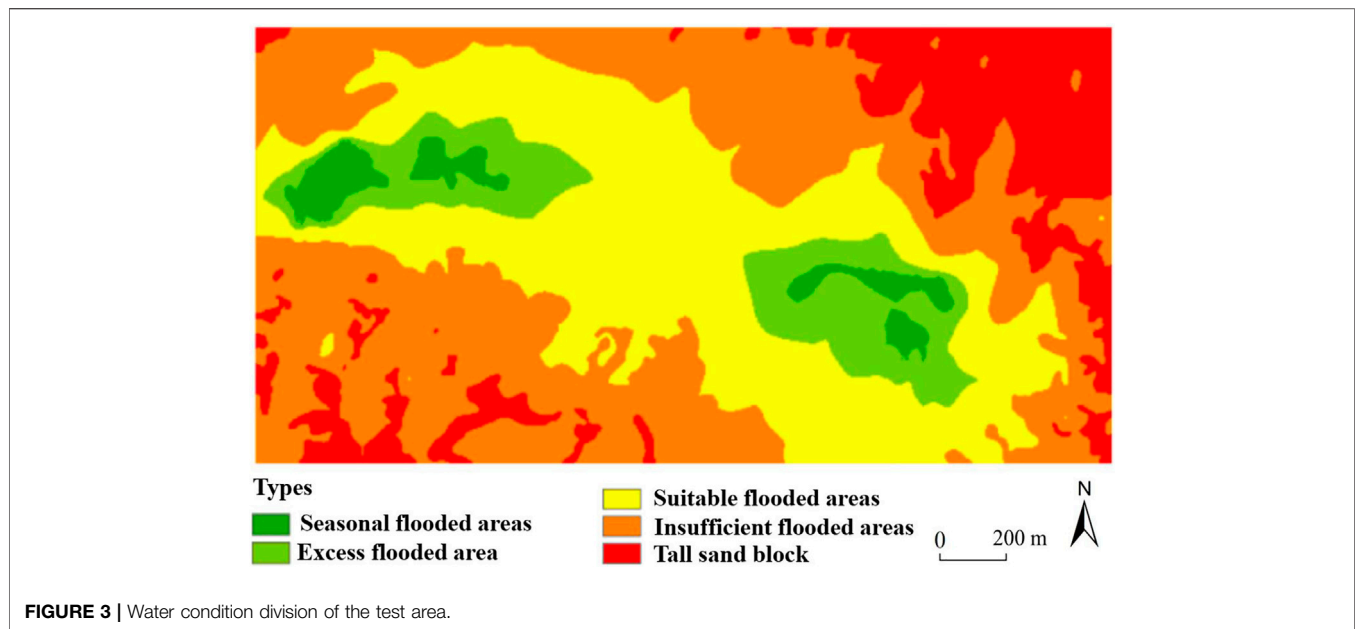 Types
Seasonal flooded areas
Excess flooded area
Suitable flooded areas
Insufficient flooded areas
Tall sand block
0 200 m
N
FIGURE 3 | Water condition division of the test area.